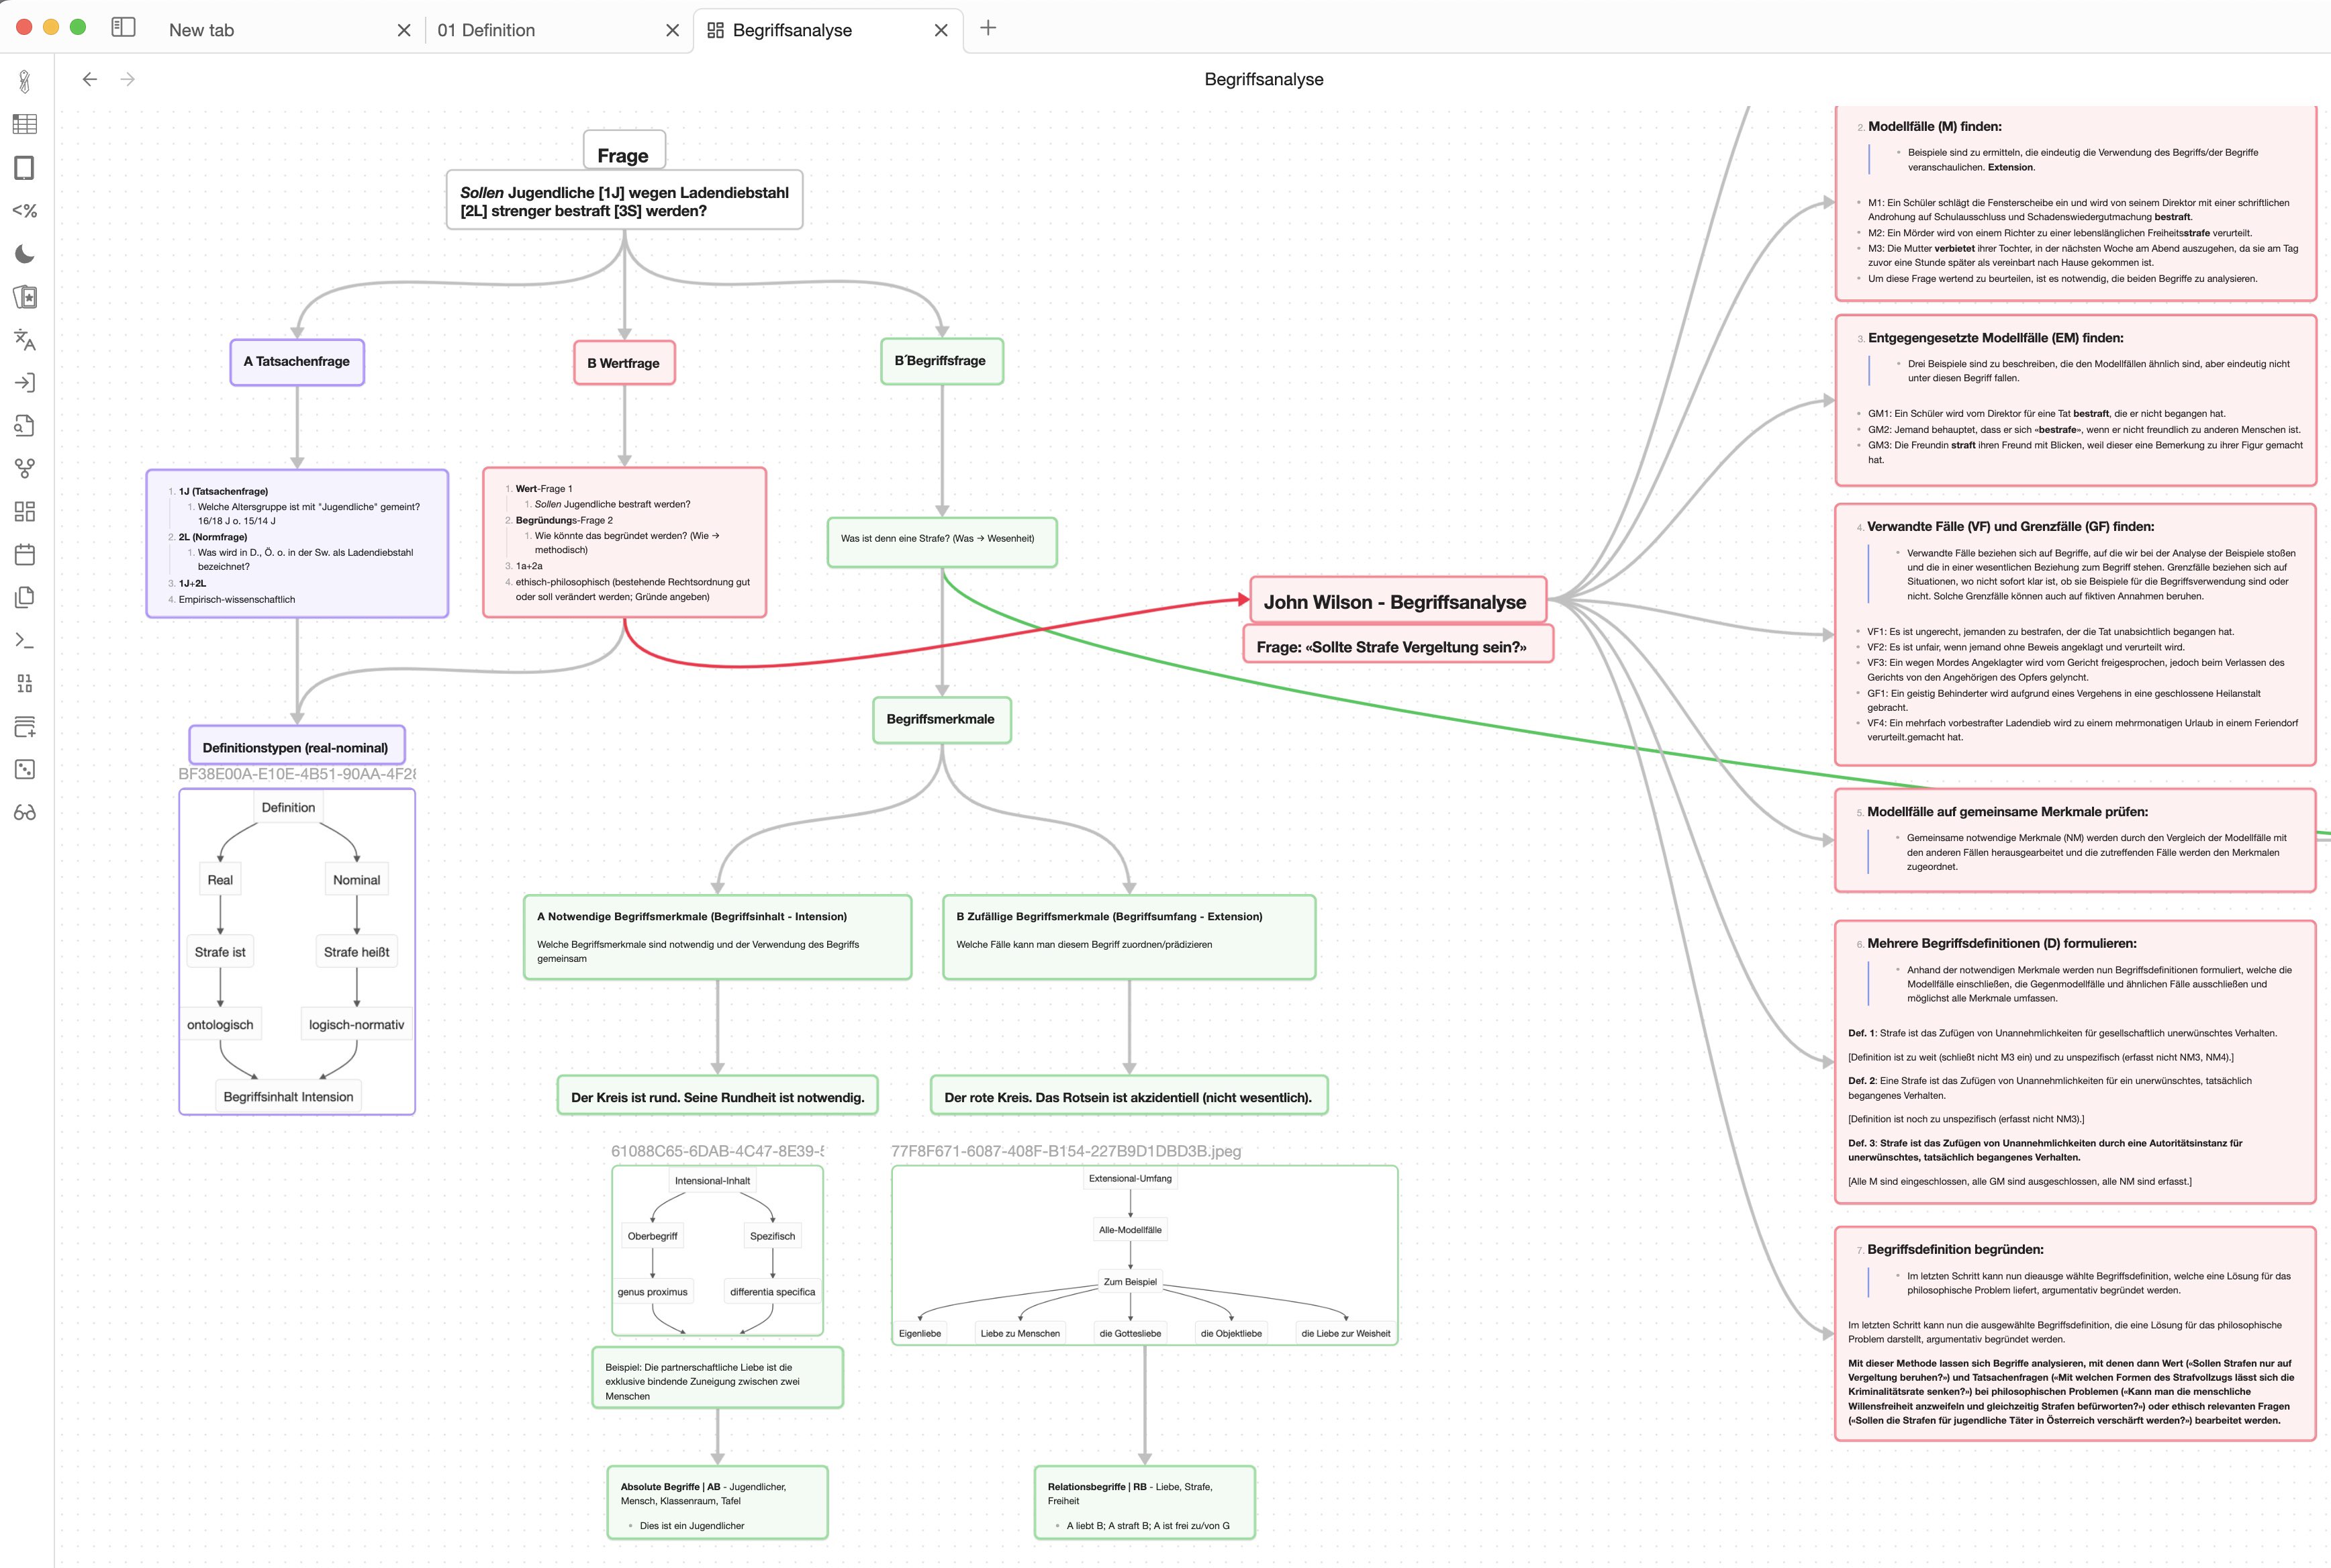 New tab
01 Definition
Begriffsanalyse
Begriffsanalyse
<%
Frage
Sollen Jugendliche [1J] wegen Ladendiebstahl
[2L] strenger bestraft [3S] werden?
A Tatsachenfrage
B Wertfrage
B´Begriffsfrage
1. 1J (Tatsachenfrage)
1. Welche Altersgruppe ist mit "Jugendliche" gemeint?
16/18 J o. 15/14 J
2. 2L (Normfrage)
1. Was wird in D., Ö. o. in der Sw. als Ladendiebstahl
bezeichnet?
3. 1J+2L
4. Empirisch-wissenschaftlich
1. Wert-Frage 1
1. Sollen Jugendliche bestraft werden?
2. Begründungs-Frage 2
1. Wie könnte das begründet werden? (Wie →
methodisch)
3. 1a+2a
4. ethisch-philosophisch (bestehende Rechtsordnung gut
oder soll verändert werden; Gründe angeben)
Was ist denn eine Strafe? (Was → Wesenheit)
John Wilson - Begriffsanalyse
Frage: «Sollte Strafe Vergeltung sein?»
Definitionstypen (real-nominal)
BF38E00A-E10E-4B51-90AA-4F28
Definition
Real
Nominal
Strafe ist
Strafe heißt
ontologisch
logisch-normativ
Begriffsinhalt Intension
Begriffsmerkmale
A Notwendige Begriffsmerkmale (Begriffsinhalt - Intension)
Welche Begriffsmerkmale sind notwendig und der Verwendung des Begriffs
gemeinsam
B Zufällige Begriffsmerkmale (Begriffsumfang - Extension)
Welche Fälle kann man diesem Begriff zuordnen/prädizieren
Der Kreis ist rund. Seine Rundheit ist notwendig.
Der rote Kreis. Das Rotsein ist akzidentiell (nicht wesentlich).
61088C65-6DAB-4C47-8E39-
Intensional-Inhalt
Oberbegriff
Spezifisch
genus proximus
differentia specifica
77F8F671-6087-408F-B154-227B9D1DBD3B.jpeg
Extensional-Umfang
Alle-Modellfälle
Zum Beispiel
Eigenliebe
Liebe zu Menschen
die Gottesliebe
die Objektliebe
die Liebe zur Weisheit
Beispiel: Die partnerschaftliche Liebe ist die
exklusive bindende Zuneigung zwischen zwei
Menschen
Absolute Begriffe | AB - Jugendlicher,
Mensch, Klassenraum, Tafel
• Dies ist ein Jugendlicher
Relationsbegriffe | RB - Liebe, Strafe,
Freiheit
• A liebt B; A straft B; A ist frei zu/von G
2. Modellfälle (M) finden:
• Beispiele sind zu ermitteln, die eindeutig die Verwendung des Begriffs/der Begriffe
veranschaulichen. Extension.
• M1: Ein Schüler schlägt die Fensterscheibe ein und wird von seinem Direktor mit einer schriftlichen
Androhung auf Schulausschluss und Schadenswiedergutmachung bestraft.
• M2: Ein Mörder wird von einem Richter zu einer lebenslänglichen Freiheitsstrafe verurteilt.
• M3: Die Mutter verbietet ihrer Tochter, in der nächsten Woche am Abend auszugehen, da sie am Tag
zuvor eine Stunde später als vereinbart nach Hause gekommen ist.
• Um diese Frage wertend zu beurteilen, ist es notwendig, die beiden Begriffe zu analysieren.
3. Entgegengesetzte Modellfälle (EM) finden:
• Drei Beispiele sind zu beschreiben, die den Modellfällen ähnlich sind, aber eindeutig nicht
unter diesen Begriff fallen.
• GM1: Ein Schüler wird vom Direktor für eine Tat bestraft, die er nicht begangen hat.
• GM2: Jemand behauptet, dass er sich «bestrafe», wenn er nicht freundlich zu anderen Menschen ist.
• GM3: Die Freundin straft ihren Freund mit Blicken, weil dieser eine Bemerkung zu ihrer Figur gemacht
hat.
4. Verwandte Fälle (VF) und Grenzfälle (GF) finden:
• Verwandte Fälle beziehen sich auf Begriffe, auf die wir bei der Analyse der Beispiele stoßen
und die in einer wesentlichen Beziehung zum Begriff stehen. Grenzfälle beziehen sich auf
Situationen, wo nicht sofort klar ist, ob sie Beispiele für die Begriffsverwendung sind oder
nicht. Solche Grenzfälle können auch auf fiktiven Annahmen beruhen.
• VF1: Es ist ungerecht, jemanden zu bestrafen, der die Tat unabsichtlich begangen hat.
• VF2: Es ist unfair, wenn jemand ohne Beweis angeklagt und verurteilt wird.
• VF3: Ein wegen Mordes Angeklagter wird vom Gericht freigesprochen, jedoch beim Verlassen des
Gerichts von den Angehörigen des Opfers gelyncht.
• GF1: Ein geistig Behinderter wird aufgrund eines Vergehens in eine geschlossene Heilanstalt
gebracht.
• VF4: Ein mehrfach vorbestrafter Ladendieb wird zu einem mehrmonatigen Urlaub in einem Feriendorf
verurteilt.gemacht hat.
5. Modellfälle auf gemeinsame Merkmale prüfen:
• Gemeinsame notwendige Merkmale (NM) werden durch den Vergleich der Modellfälle mit
den anderen Fällen herausgearbeitet und die zutreffenden Fälle werden den Merkmalen
zugeordnet.
6. Mehrere Begriffsdefinitionen (D) formulieren:
• Anhand der notwendigen Merkmale werden nun Begriffsdefinitionen formuliert, welche die
Modellfälle einschließen, die Gegenmodellfälle und ähnlichen Fälle ausschließen und
möglichst alle Merkmale umfassen.
Def. 1: Strafe ist das Zufügen von Unannehmlichkeiten für gesellschaftlich unerwünschtes Verhalten.
[Definition ist zu weit (schließt nicht M3 ein) und zu unspezifisch (erfasst nicht NM3, NM4).]
Def. 2: Eine Strafe ist das Zufügen von Unannehmlichkeiten für ein unerwünschtes, tatsächlich
begangenes Verhalten.
[Definition ist noch zu unspezifisch (erfasst nicht NM3).]
Def. 3: Strafe ist das Zufügen von Unannehmlichkeiten durch eine Autoritätsinstanz für
unerwünschtes, tatsächlich begangenes Verhalten.
[Alle M sind eingeschlossen, alle GM sind ausgeschlossen, alle NM sind erfasst.]
7. Begriffsdefinition begründen:
• Im letzten Schritt kann nun dieausge wählte Begriffsdefinition, welche eine Lösung für das
philosophische Problem liefert, argumentativ begründet werden.
Im letzten Schritt kann nun die ausgewählte Begriffsdefinition, die eine Lösung für das philosophische
Problem darstellt, argumentativ begründet werden.
Mit dieser Methode lassen sich Begriffe analysieren, mit denen dann Wert («Sollen Strafen nur auf
Vergeltung beruhen?») und Tatsachenfragen («Mit welchen Formen des Strafvollzugs lässt sich die
Kriminalitätsrate senken?») bei philosophischen Problemen («Kann man die menschliche
Willensfreiheit anzweifeln und gleichzeitig Strafen befürworten?») oder ethisch relevanten Fragen
(«Sollen die Strafen für jugendliche Täter in Österreich verschärft werden?») bearbeitet werden.